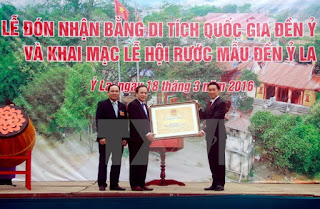 LỄ ĐÓN NHẬN BẰNG DI TÍCH QUỐC GIA ĐỀN Ỷ
VÀ KHAI MẠC LỄ HỘI RƯỚC MẪU ĐỀN Ỷ LA
Ỷ La, ngày 18 tháng 3 năm 2016